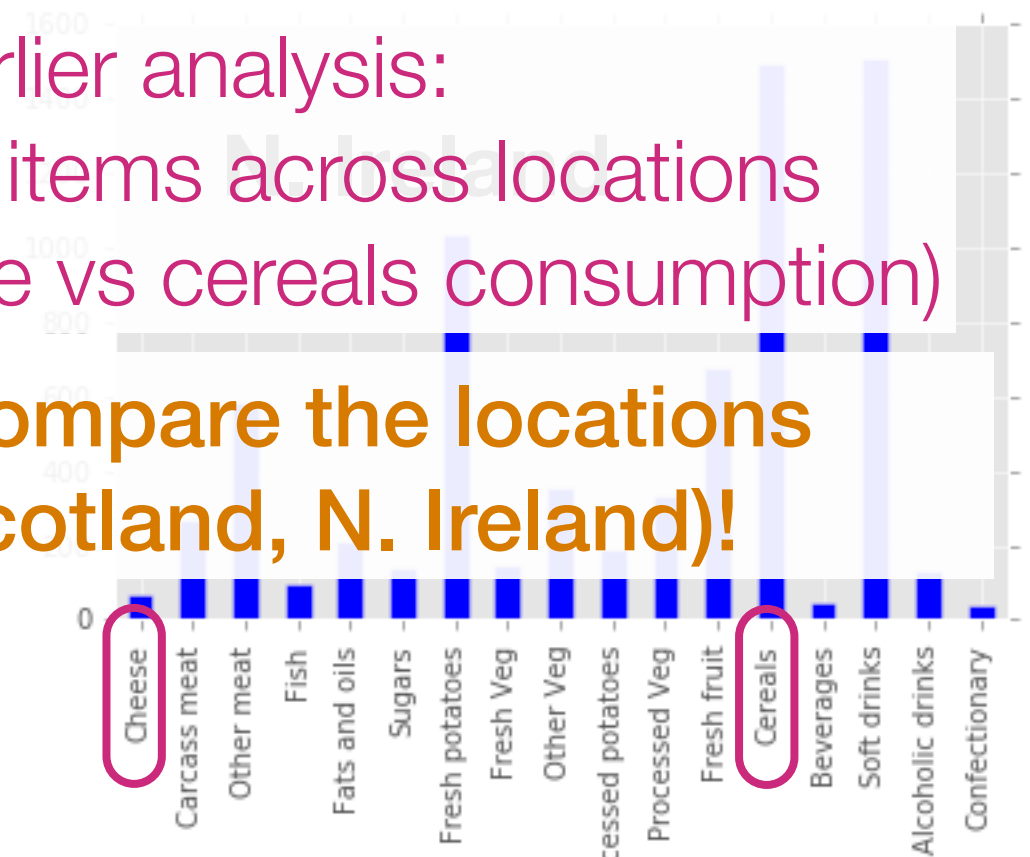 1600
rlier analysis:
1400
N. Ireland
items across locations
1000
e vs cereals consumption)
800
600
ompare the locations
400
cotland, N. Ireland)!
0
Cheese
Carcass meat
Other meat
Fish
Fats and oils
Sugars
Fresh potatoes
Fresh Veg
Other Veg
cessed potatoes
Processed Veg
Fresh fruit
Cereals
Beverages
Soft drinks
Alcoholic drinks
Confectionary